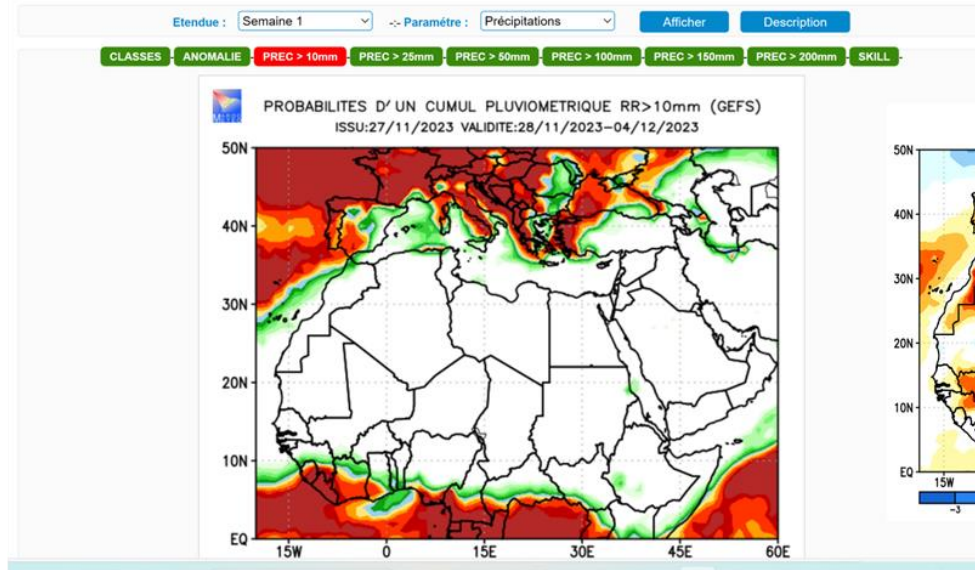 Etendue : Semaine 1 -:- Paramétre : Précipitations Afficher Description
CLASSES ANOMALIE PREC > 10mm PREC > 25mm PREC > 50mm PREC > 100mm PREC > 150mm PREC > 200mm SKILL
PROBABILITES D' UN CUMUL PLUVIOMETRIQUE RR>10mm (GEFS)
ISSU:27/11/2023 VALIDITE:28/11/2023-04/12/2023
50N
40N
30N
20N
10N
EQ
15W 0 15E 30E 45E 60E
50N
40N
30N
20N
10N
EQ
15W
-3